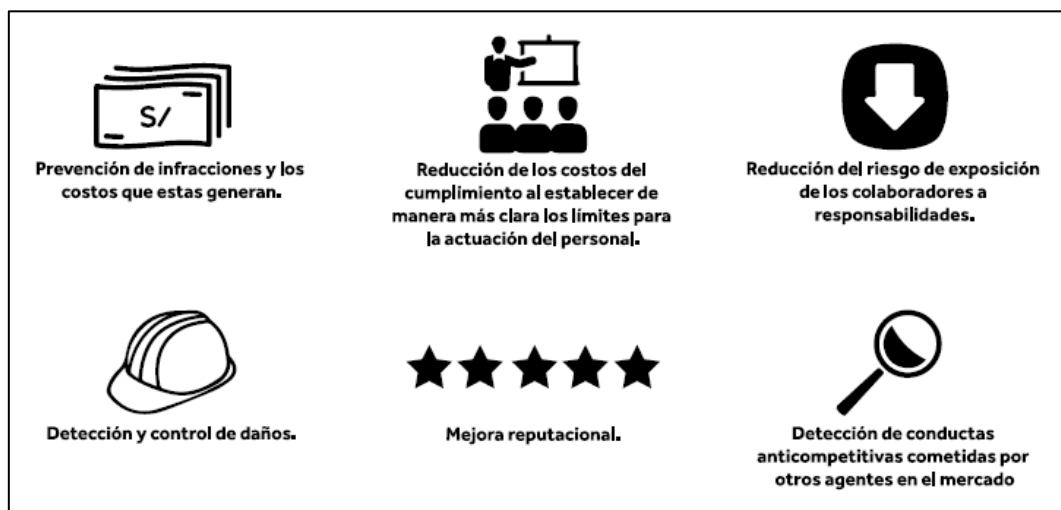 S/
Prevención de infracciones y los
costos que estas generan.
Reducción de los costos del
cumplimiento al establecer de
manera más clara los límites para
la actuación del personal.
Reducción del riesgo de exposición
de los colaboradores a
responsabilidades.
Detección y control de daños.
Mejora reputacional.
Detección de conductas
anticompetitivas cometidas por
otros agentes en el mercado